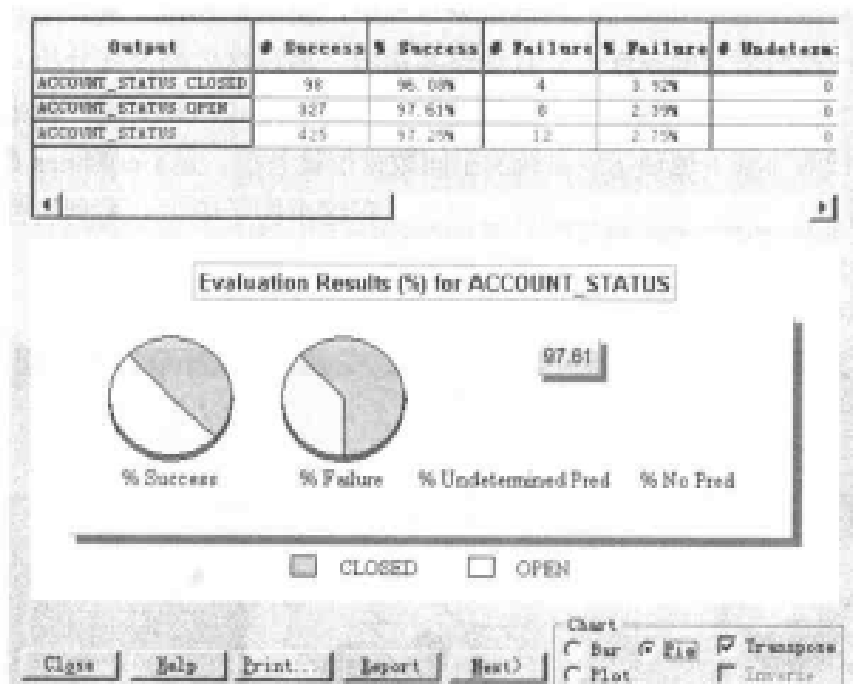 Output # Success % Success # Failure % Failure # Undeterm
ACCOUNT_STATUS CLOSED 98 96.08% 4 3.92% 0
ACCOUNT_STATUS OPEN 327 97.61% 8 2.39% 0
ACCOUNT_STATUS 425 97.25% 12 2.75% 0
Evaluation Results (%) for ACCOUNT_STATUS
97.61
% Success % Failure % Undetermined Pred % No Pred
CLOSED OPEN
Chart
Bar Pie Transpose
Close Help Print... Report Next>
Plot Inverse